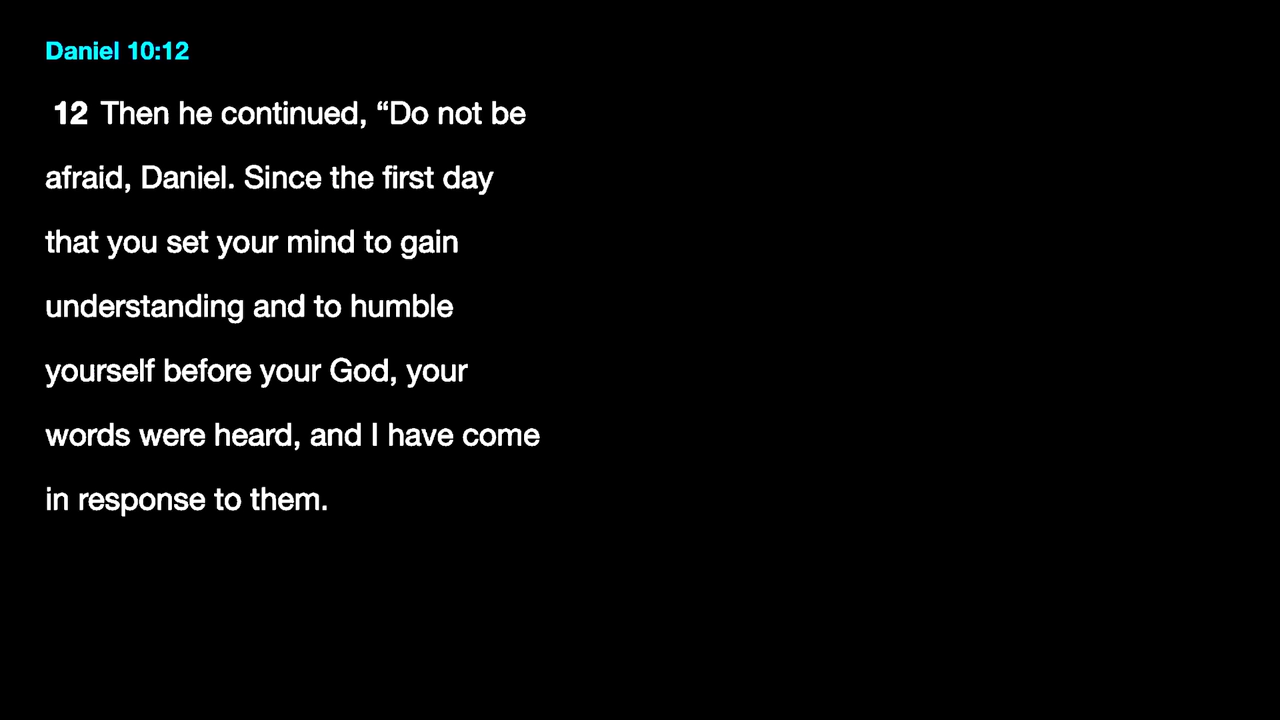 Daniel 10:12
12 Then he continued, “Do not be
afraid, Daniel. Since the first day
that you set your mind to gain
understanding and to humble
yourself before your God, your
words were heard, and I have come
in response to them.